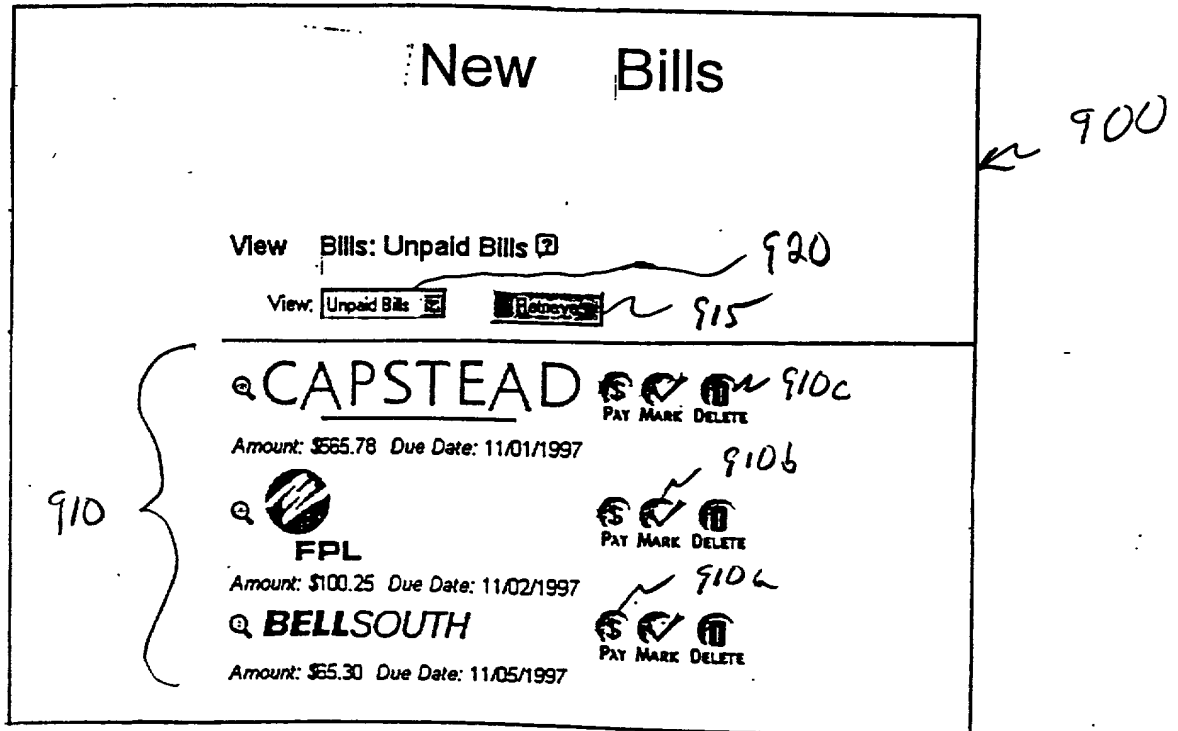 New Bills
900
View Bills: Unpaid Bills ?
920
View: Unpaid Bills Retrieve
915
CAPSTEAD
PAY MARK DELETE
910c
Amount: $565.78 Due Date: 11/01/1997
910b
910
FPL
PAY MARK DELETE
Amount: $100.25 Due Date: 11/02/1997
910a
BELLSOUTH
PAY MARK DELETE
Amount: $65.30 Due Date: 11/05/1997